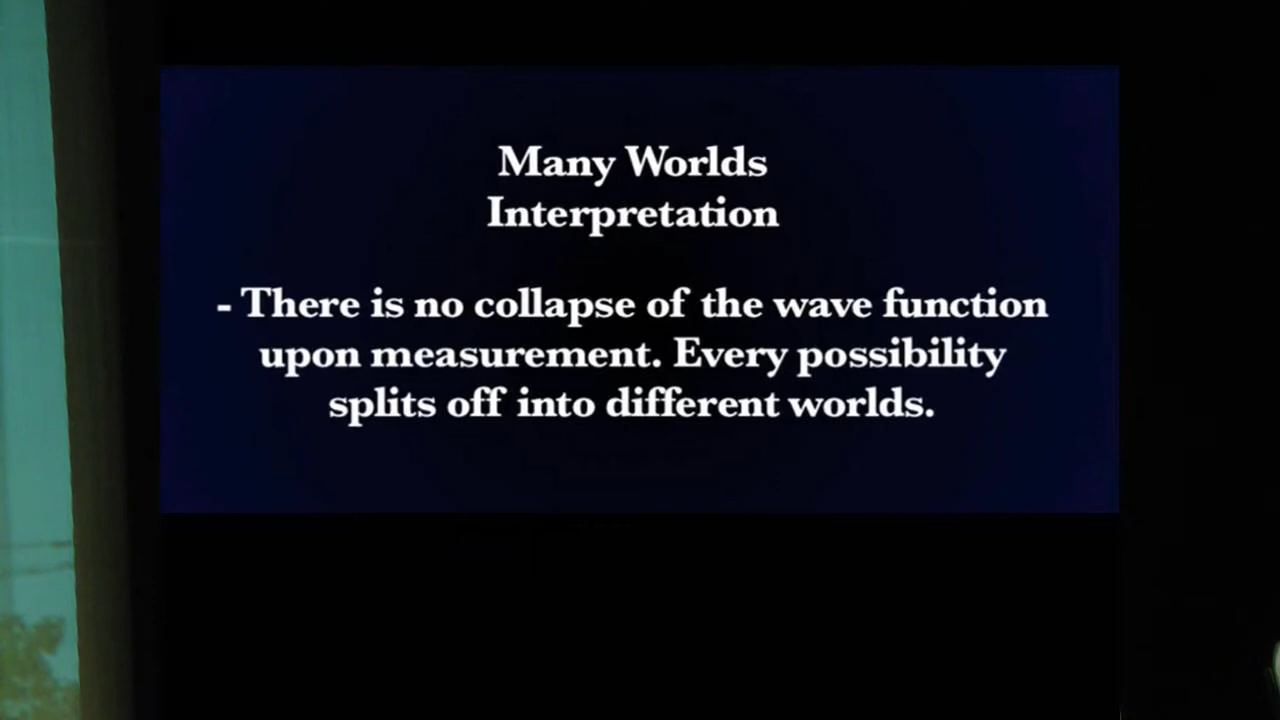 Many Worlds
Interpretation
- There is no collapse of the wave function
upon measurement. Every possibility
splits off into different worlds.